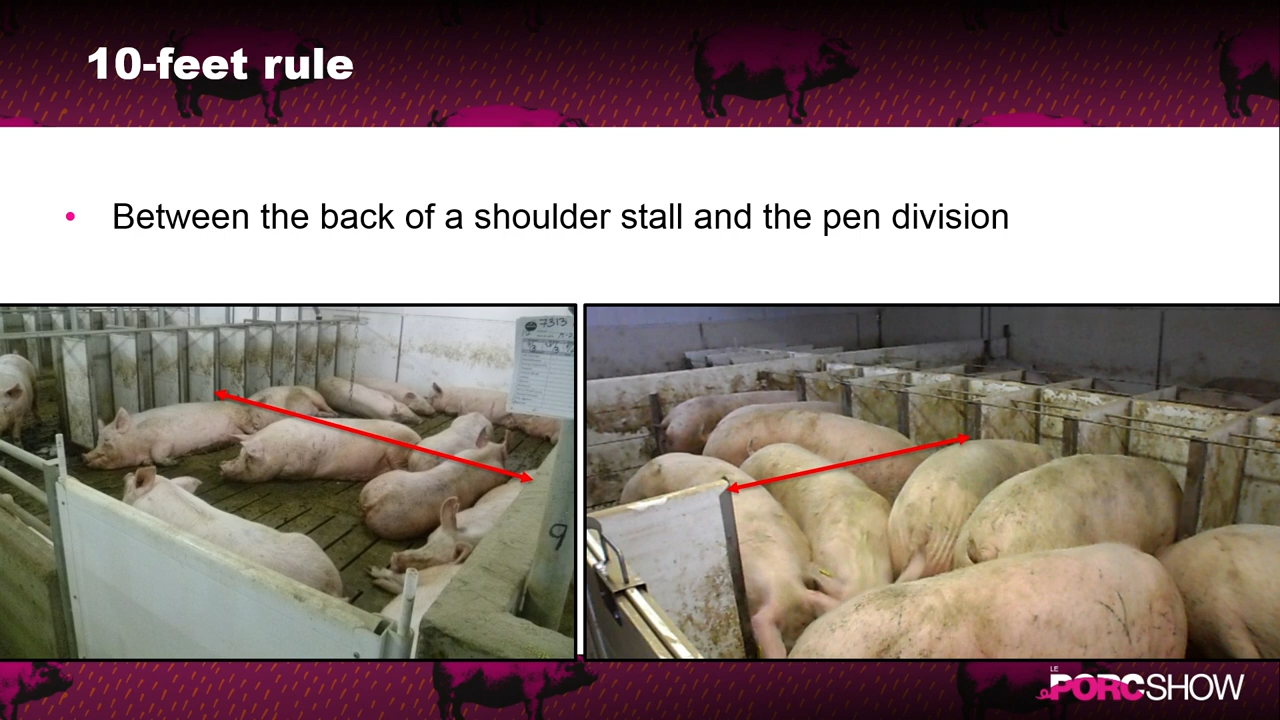 10-feet rule
• Between the back of a shoulder stall and the pen division
7313
9
LE
PORCSHOW